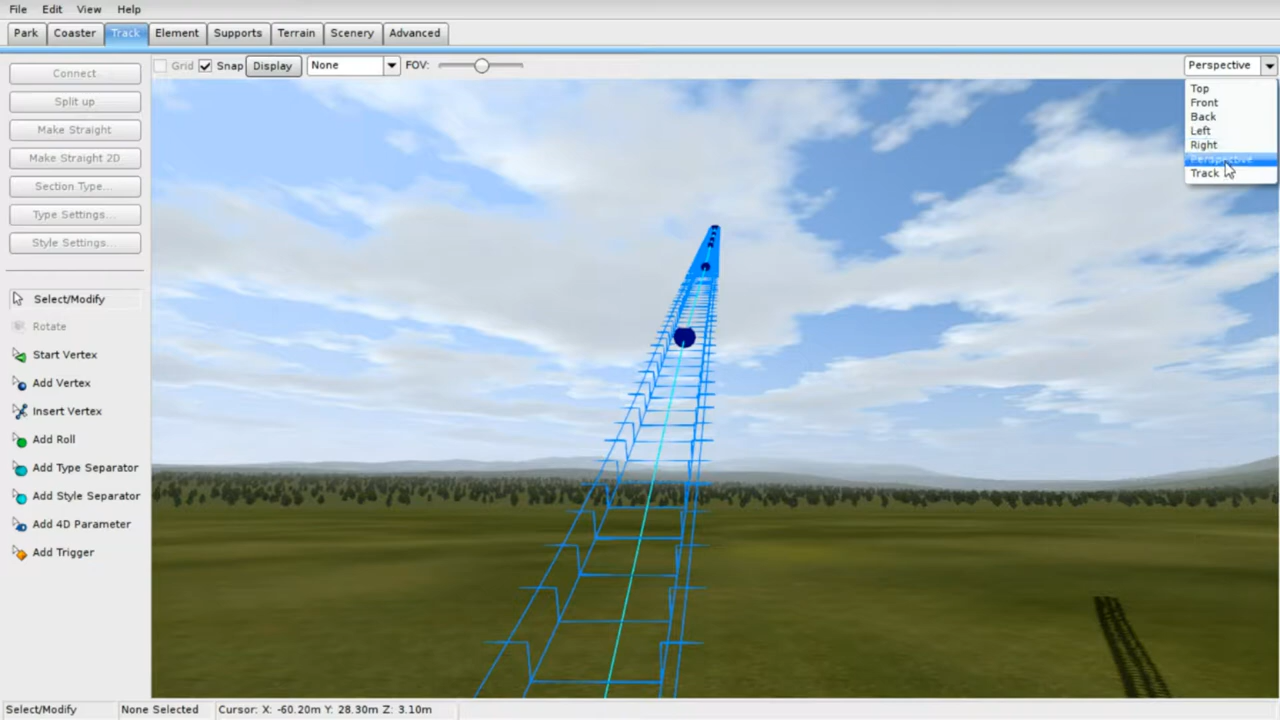 File Edit View Help
Park Coaster Track Element Supports Terrain Scenery Advanced
Grid Snap Display None FOV: Perspective
Top
Front
Back
Left
Right
Perspective
Track
Connect
Split up
Make Straight
Make Straight 2D
Section Type...
Type Settings...
Style Settings...
Select/Modify
Rotate
Start Vertex
Add Vertex
Insert Vertex
Add Roll
Add Type Separator
Add Style Separator
Add 4D Parameter
Add Trigger
Select/Modify None Selected Cursor: X: -60.20m Y: 28.30m Z: 3.10m